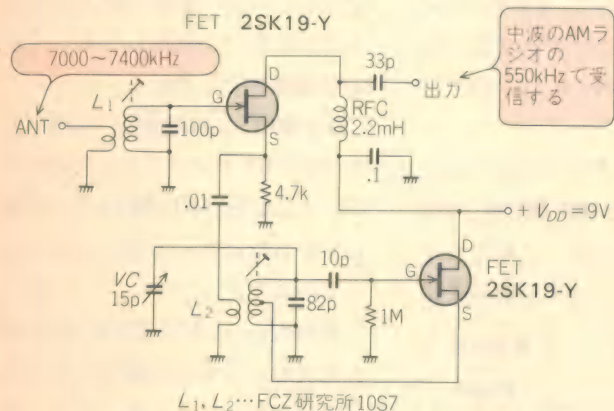 FET 2SK19-Y
7000～7400kHz
33p
中波のAMラ
ジオの
550kHzで受
信する
D
出力
L₁
G
RFC
2.2mH
ANT
100p
S
.01
4.7k
.1
+ V_DD=9V
10p
D
G
FET
2SK19-Y
VC
15p
L₂
82p
1M
S
L₁, L₂…FCZ研究所10S7